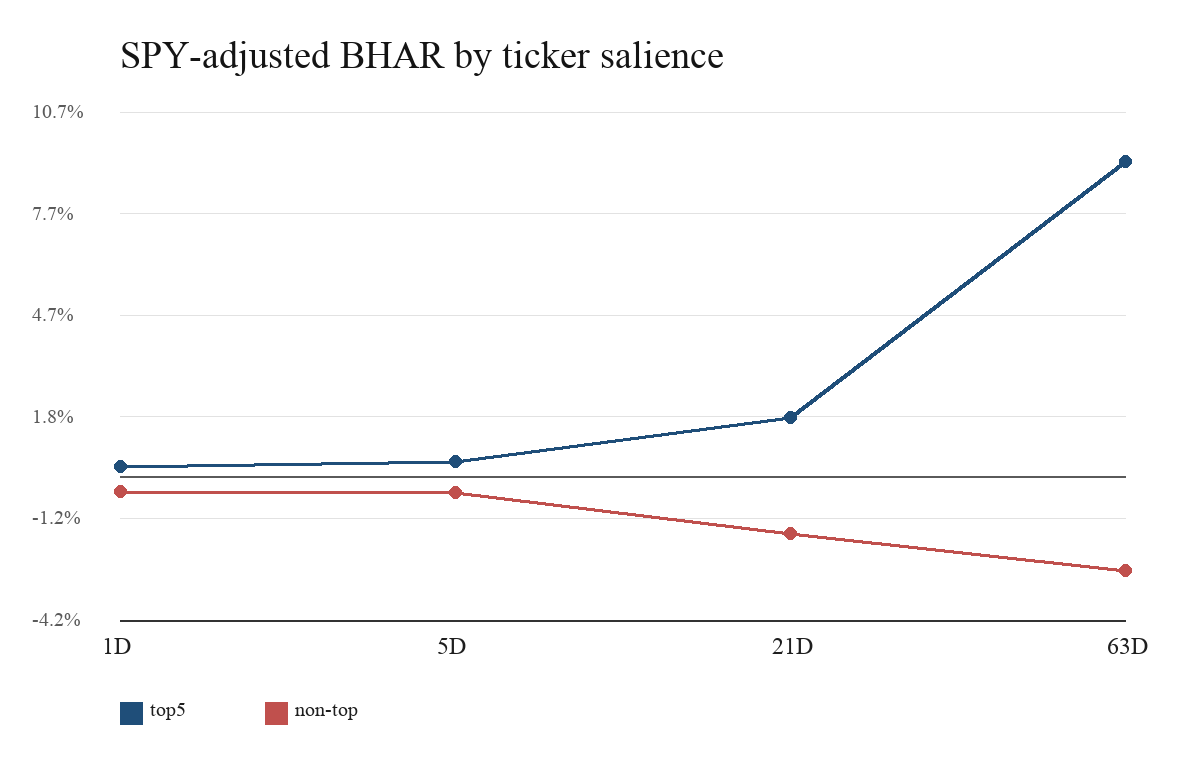 SPY-adjusted BHAR by ticker salience
10.7%
7.7%
4.7%
1.8%
-1.2%
-4.2%
1D 5D 21D 63D
top5 non-top